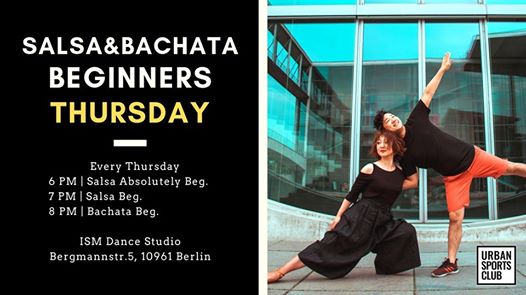 SALSA&BACHATA
BEGINNERS
THURSDAY
Every Thursday
6 PM | Salsa Absolutely Beg.
7 PM | Salsa Beg.
8 PM | Bachata Beg.
ISM Dance Studio
Bergmannstr.5, 10961 Berlin
URBAN
SPORTS
CLUB